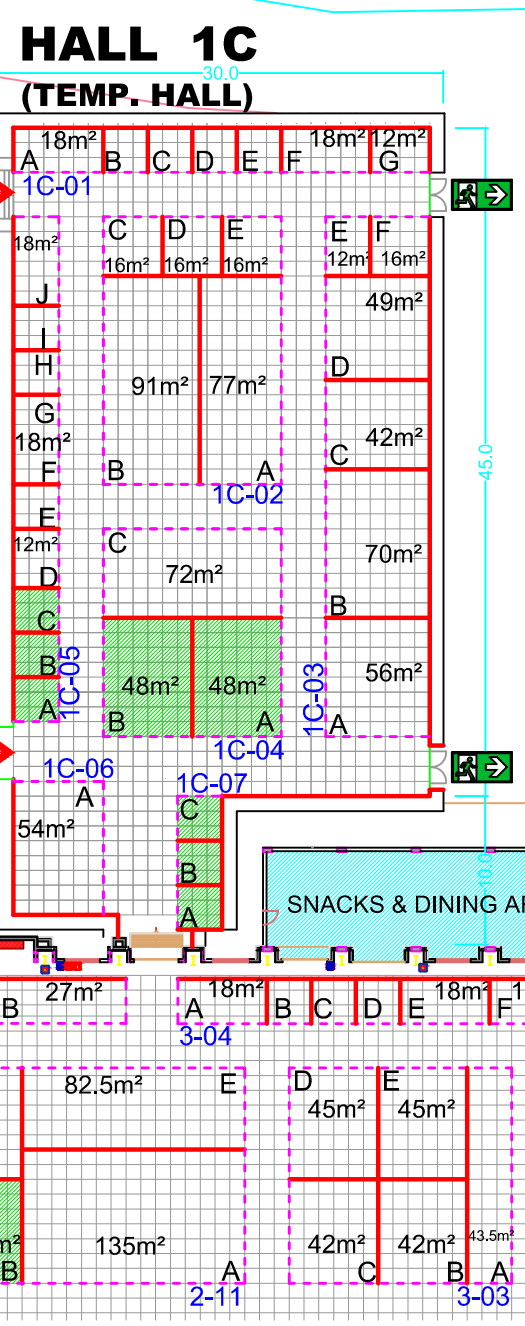 HALL 1C
30.0
(TEMP. HALL)
18m² 18m² 12m²
A B C D E F G
1C-01
C D E E F
18m² 16m² 16m² 16m² 12m² 16m²
J 49m²
I
H D
91m² 77m²
G
18m² 42m²
F B A C 45.0
1C-02
E C
12m² 70m²
D 72m²
B
C
B 48m² 48m² 56m²
A 1C-05 B A 1C-03 A
1C-04
1C-06 1C-07
A C
54m²
B 10.0
A SNACKS & DINING AR
27m² 18m² 18m² 1
B A B C D E F
3-04
82.5m² E D E
45m² 45m²
m² 135m² 42m² 42m² 43.5m²
B A C B A
2-11 3-03